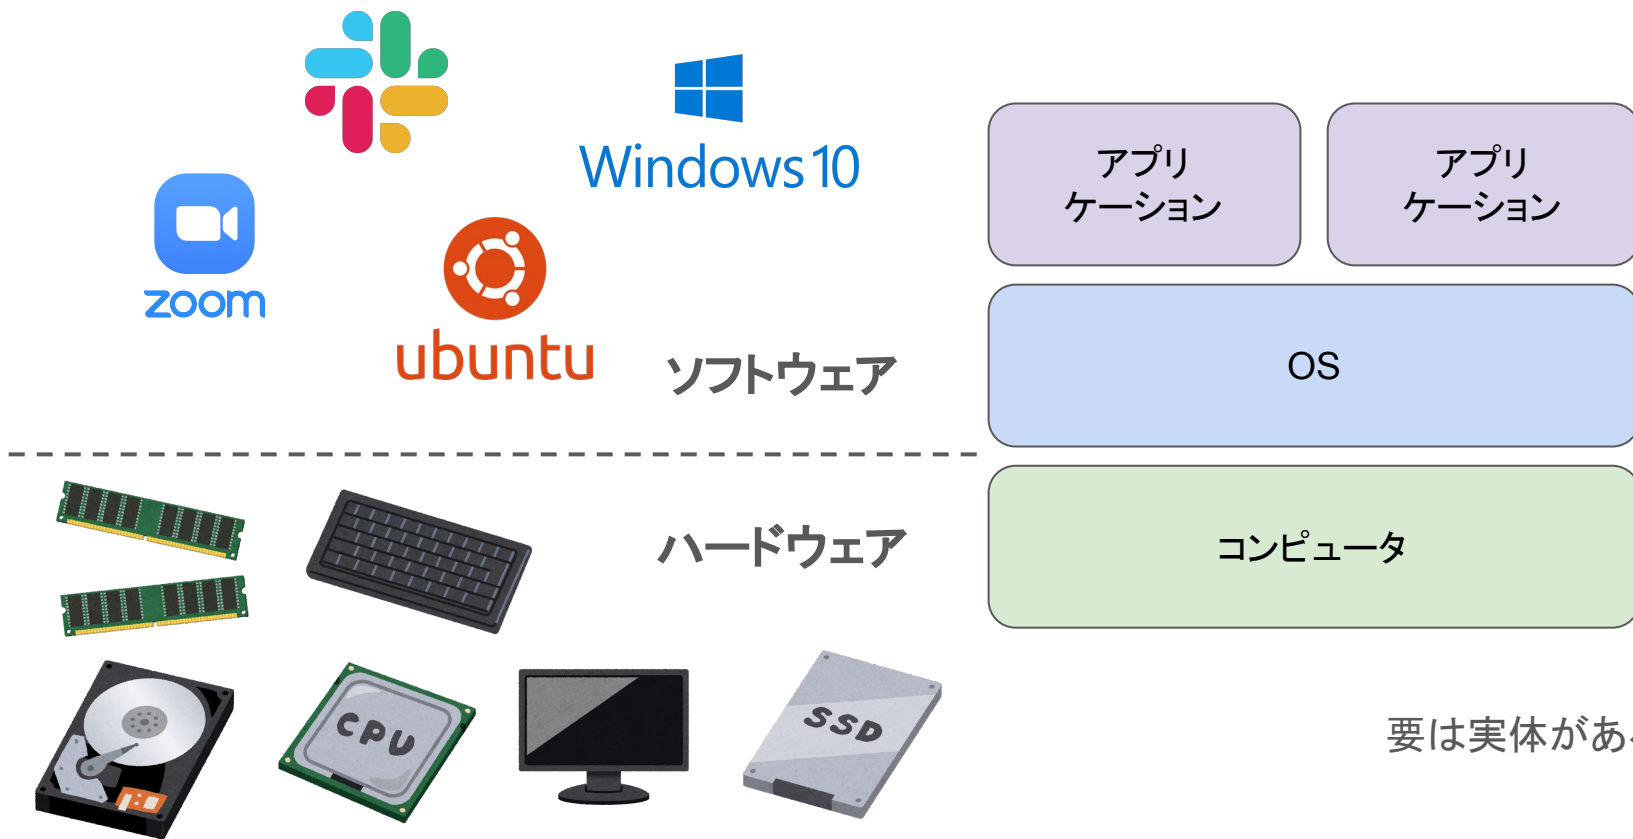 Windows 10
zoom
ubuntu
ソフトウェア
アプリ
ケーション
アプリ
ケーション
OS
ハードウェア
コンピュータ
CPU
SSD
要は実体があ